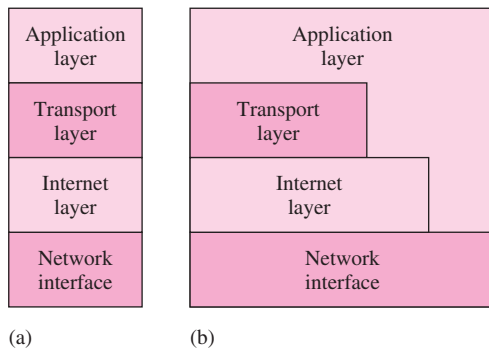 Application
layer
Transport
layer
Internet
layer
Network
interface
(a)
Application
layer
Transport
layer
Internet
layer
Network
interface
(b)